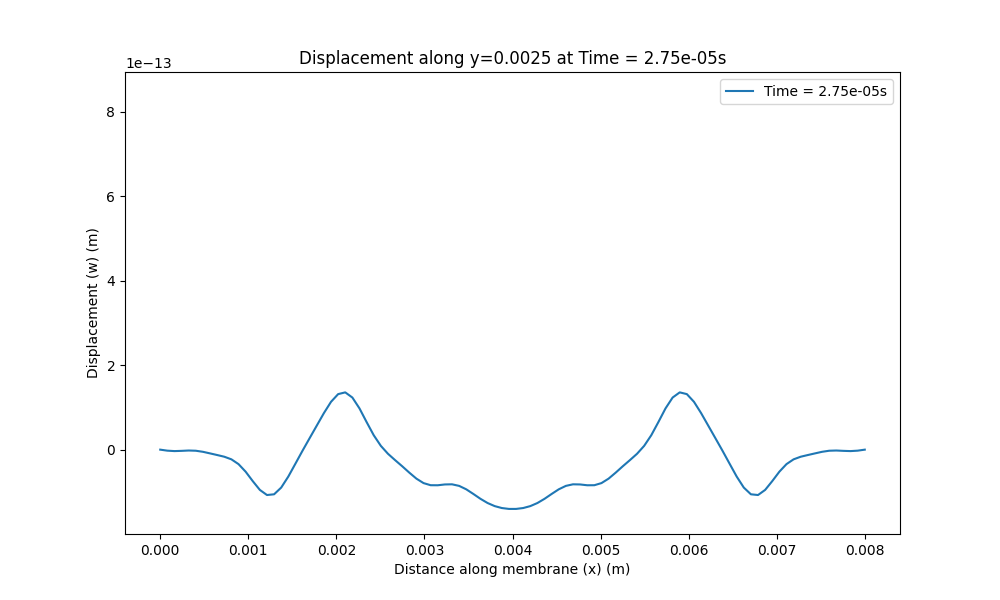 Displacement along y=0.0025 at Time = 2.75e-05s
1e−13
Time = 2.75e-05s
8
6
4
2
0
Displacement (w) (m)
0.000 0.001 0.002 0.003 0.004 0.005 0.006 0.007 0.008
Distance along membrane (x) (m)